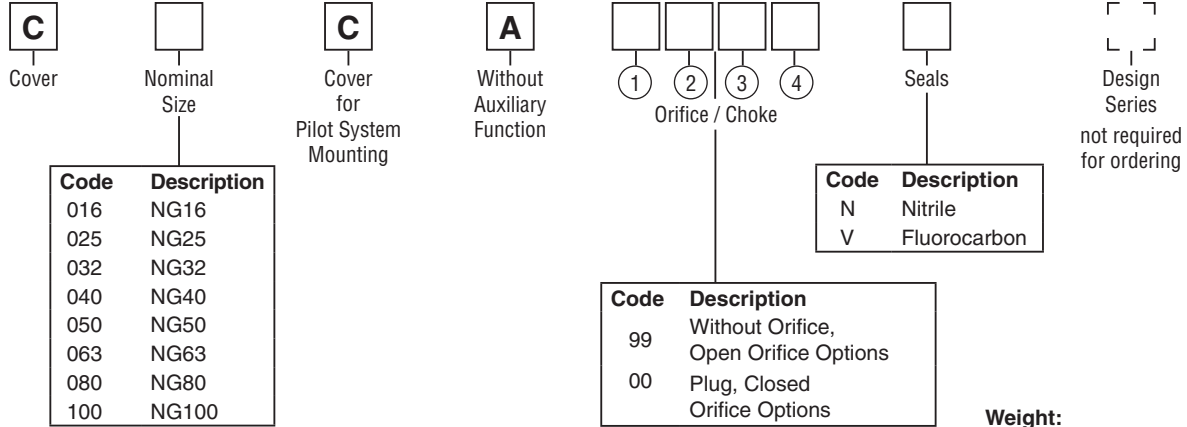 C C A
Cover
Nominal
Size
Cover
for
Pilot System
Mounting
Without
Auxiliary
Function
1 2 3 4
Orifice / Choke
Seals
Design
Series
not required
for ordering
Code Description
016 NG16
025 NG25
032 NG32
040 NG40
050 NG50
063 NG63
080 NG80
100 NG100
Code Description
99 Without Orifice,
Open Orifice Options
00 Plug, Closed
Orifice Options
Code Description
N Nitrile
V Fluorocarbon
Weight: